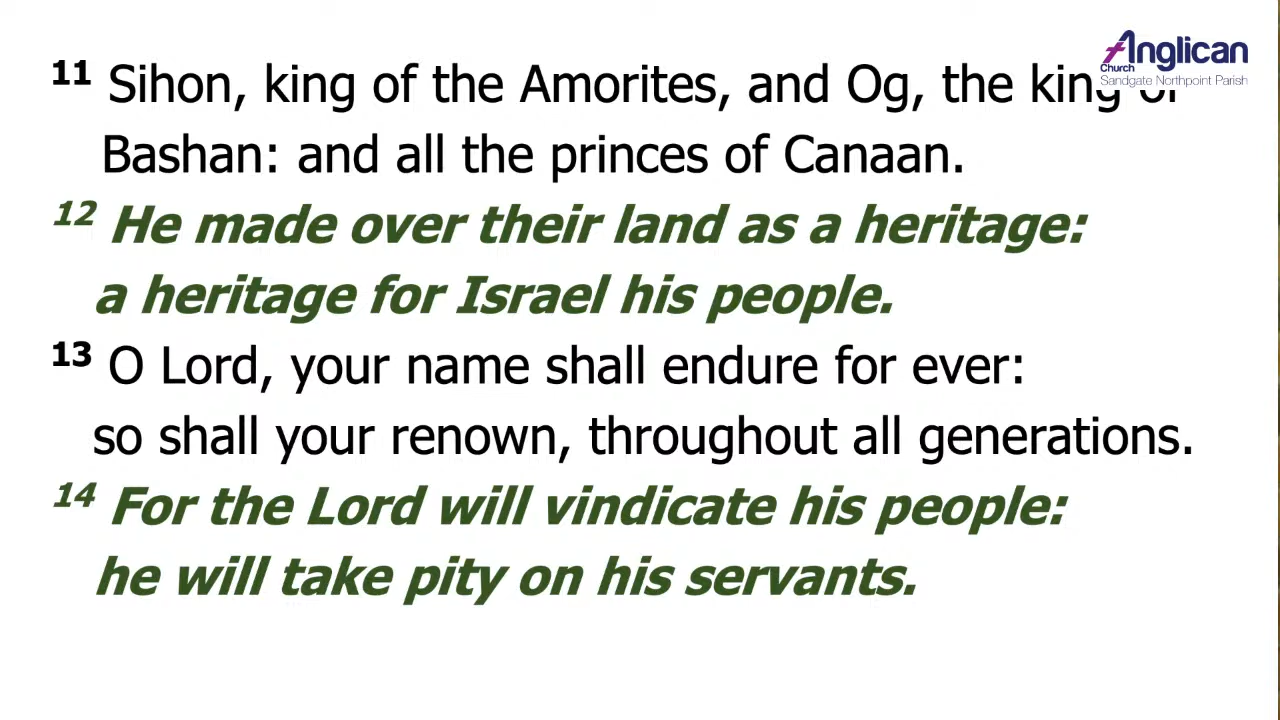 Anglican
Church
Sandgate Northpoint Parish
11 Sihon, king of the Amorites, and Og, the king of
Bashan: and all the princes of Canaan.
12 He made over their land as a heritage:
a heritage for Israel his people.
13 O Lord, your name shall endure for ever:
so shall your renown, throughout all generations.
14 For the Lord will vindicate his people:
he will take pity on his servants.